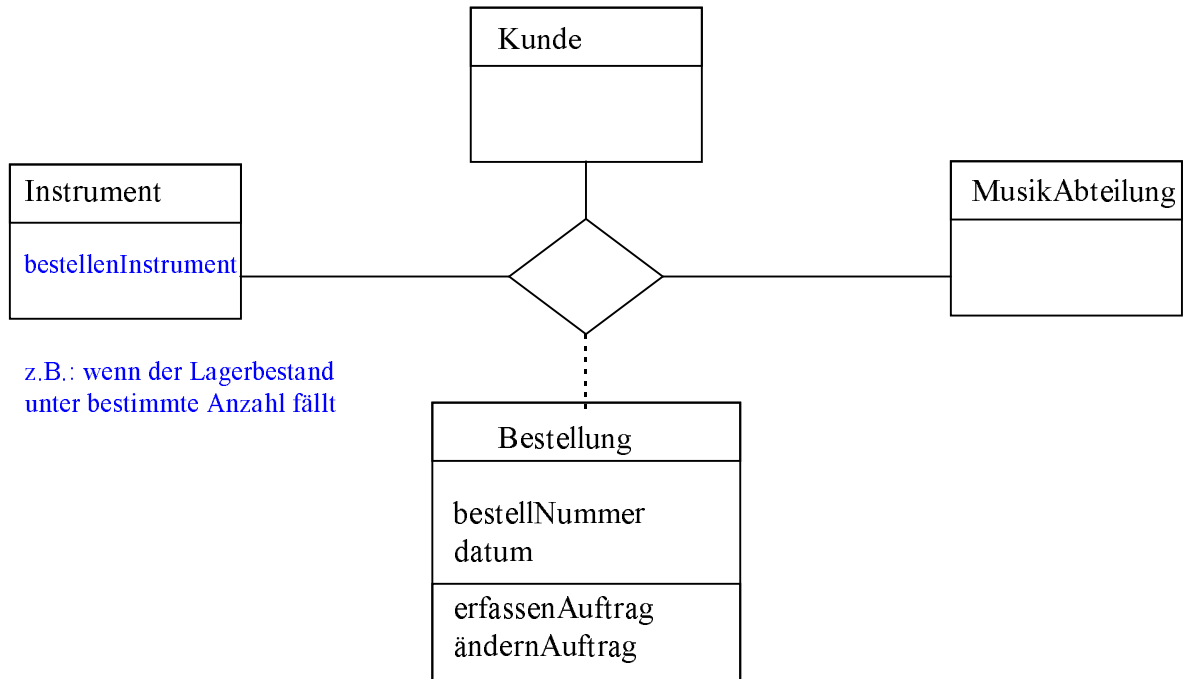 Kunde
Instrument
MusikAbteilung
bestellenInstrument
z.B.: wenn der Lagerbestand
unter bestimmte Anzahl fällt
Bestellung
bestellNummer
datum
erfassenAuftrag
ändernAuftrag